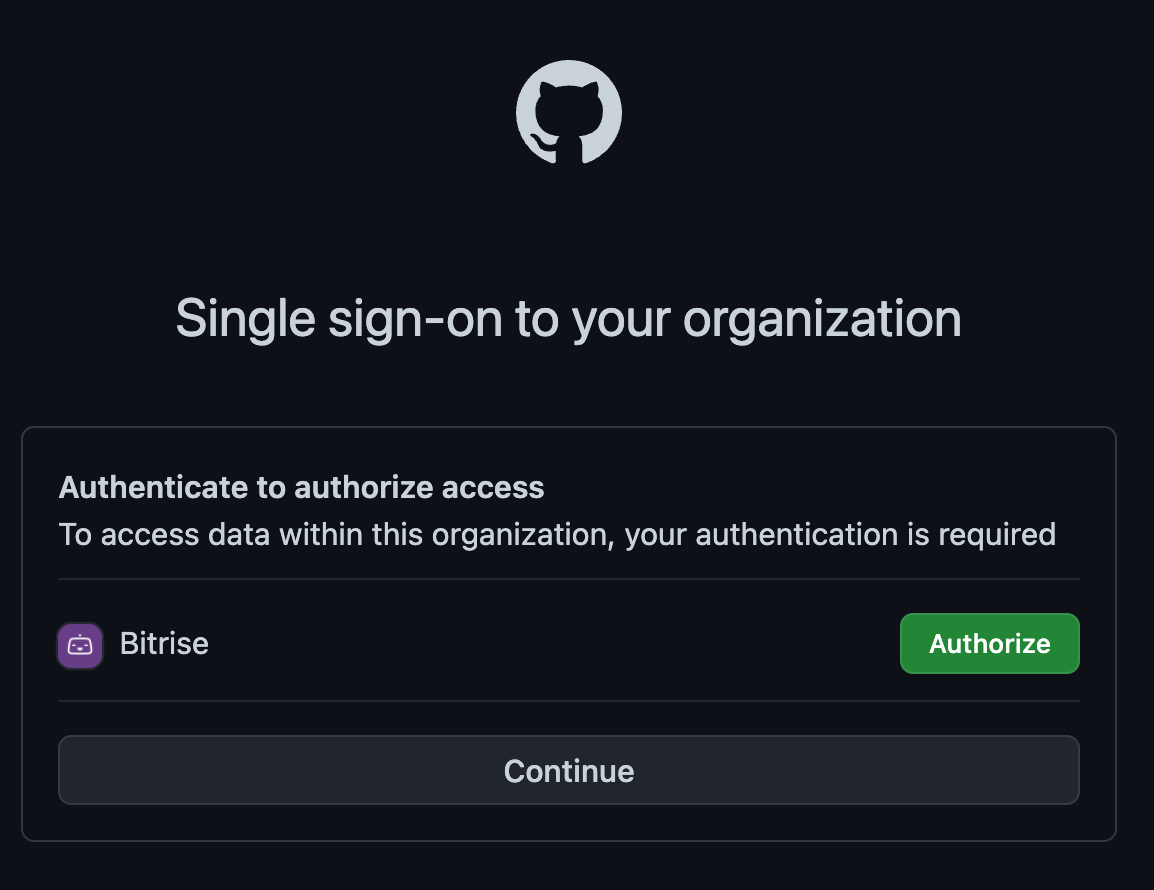 Single sign-on to your organization
Authenticate to authorize access
To access data within this organization, your authentication is required
Bitrise
Authorize
Continue